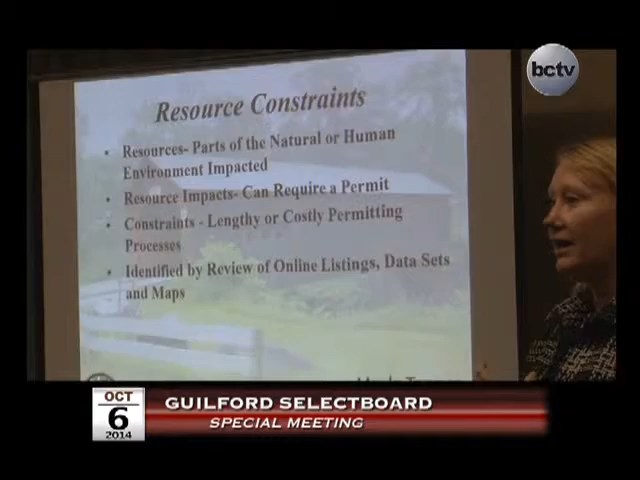 bctv
Resource Constraints
• Resources- Parts of the Natural or Human
Environment Impacted
• Resource Impacts- Can Require a Permit
• Constraints - Lengthy or Costly Permitting
Processes
• Identified by Review of Online Listings, Data Sets
and Maps
OCT
6
2014
GUILFORD SELECTBOARD
SPECIAL MEETING